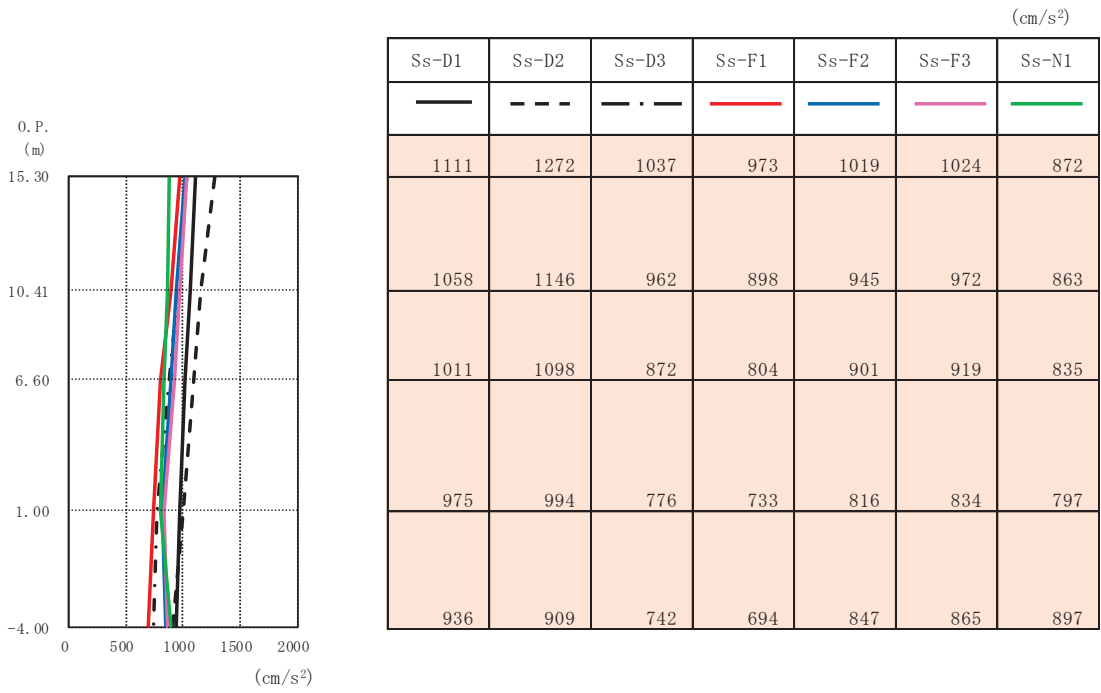 (cm/s²)
Ss-D1 Ss-D2 Ss-D3 Ss-F1 Ss-F2 Ss-F3 Ss-N1
O.P.
(m)
1111 1272 1037 973 1019 1024 872
15.30
1058 1146 962 898 945 972 863
10.41
1011 1098 872 804 901 919 835
6.60
975 994 776 733 816 834 797
1.00
936 909 742 694 847 865 897
-4.00
0 500 1000 1500 2000
(cm/s²)